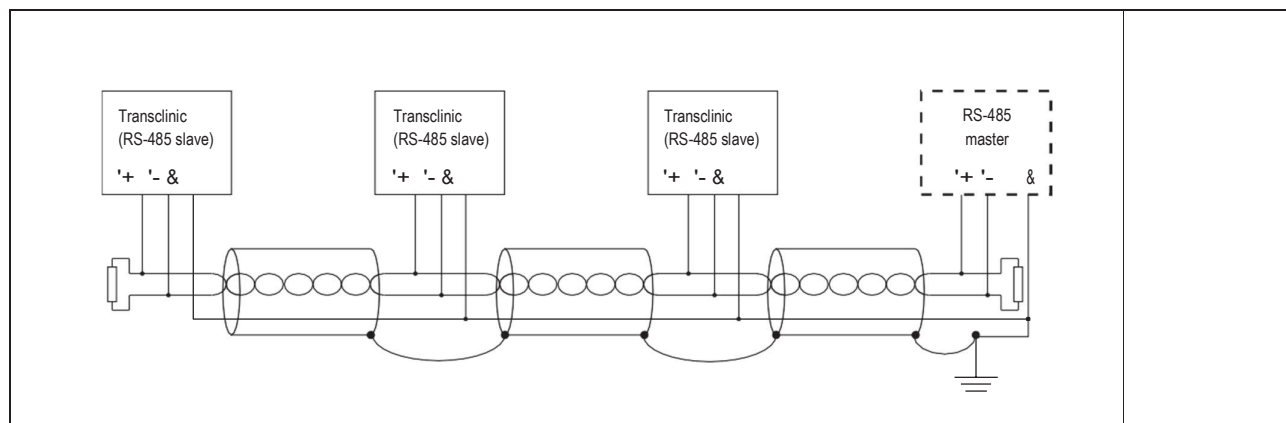 Transclinic
(RS-485 slave)
'+ '- &
Transclinic
(RS-485 slave)
'+ '- &
Transclinic
(RS-485 slave)
'+ '- &
RS-485
master
'+ '- &